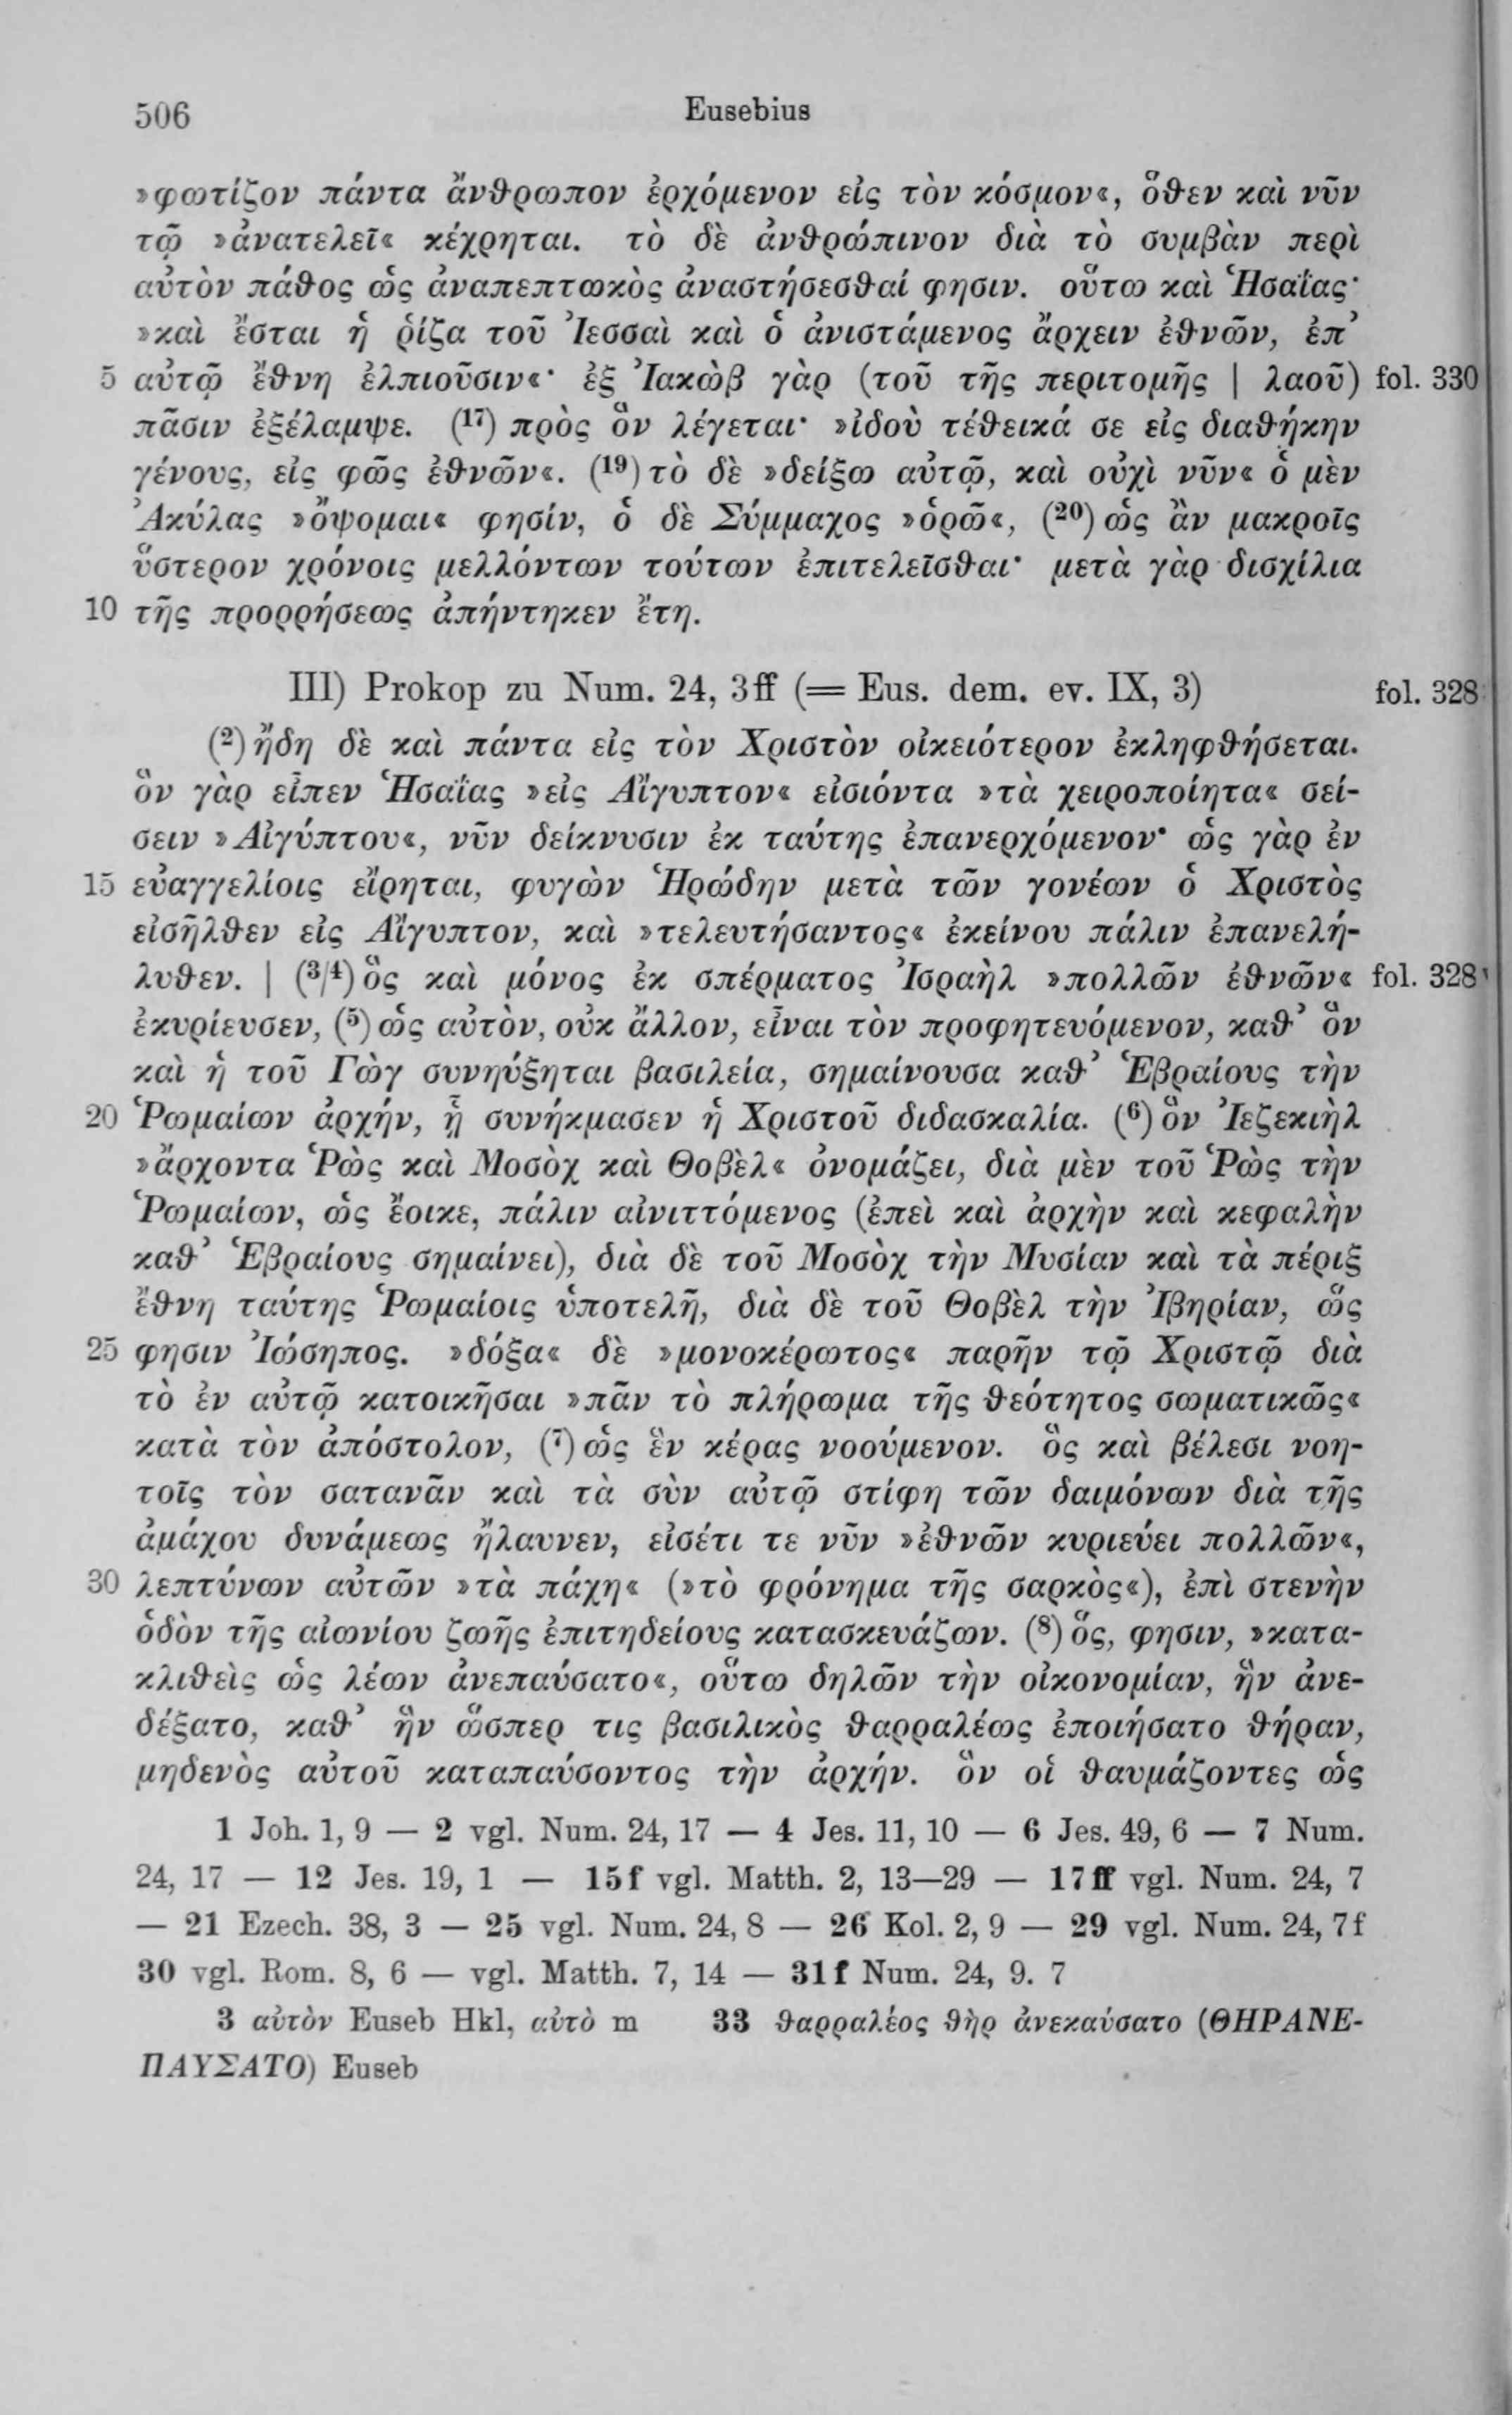 506 Eusebius
»φωτίζον πάντα ἄνθρωπον ἐρχόμενον εἰς τὸν κόσμον«, ὅθεν καὶ νῦν
τῷ »ἀνατελεῖ« κέχρηται. τὸ δὲ ἀνθρώπινον διὰ τὸ συμβὰν περὶ
αὐτὸν πάθος ὡς ἀναπεπτωκὸς ἀναστήσεσθαί φησιν. οὕτω καὶ Ἡσαΐας·
»καὶ ἔσται ἡ ῥίζα τοῦ Ἰεσσαὶ καὶ ὁ ἀνιστάμενος ἄρχειν ἐθνῶν, ἐπ’
5 αὐτῷ ἔθνη ἐλπιοῦσιν«· ἐξ Ἰακὼβ γὰρ (τοῦ τῆς περιτομῆς | λαοῦ) fol. 330
πᾶσιν ἐξέλαμψε. (17) πρὸς ὃν λέγεται· »ἰδοὺ τέθεικά σε εἰς διαθήκην
γένους, εἰς φῶς ἐθνῶν«. (19) τὸ δὲ »δείξω αὐτῷ, καὶ οὐχὶ νῦν« ὁ μὲν
Ἀκύλας »ὄψομαι« φησίν, ὁ δὲ Σύμμαχος »ὁρῶ«, (20) ὡς ἂν μακροῖς
ὕστερον χρόνοις μελλόντων τούτων ἐπιτελεῖσθαι· μετὰ γὰρ δισχίλια
10 τῆς προρρήσεως ἀπήντηκεν ἔτη.
III) Prokop zu Num. 24, 3ff (= Eus. dem. ev. IX, 3) fol. 328
(2) ἤδη δὲ καὶ πάντα εἰς τὸν Χριστὸν οἰκειότερον ἐκληφθήσεται.
ὃν γὰρ εἶπεν Ἡσαΐας »εἰς Αἴγυπτον« εἰσιόντα »τὰ χειροποίητα« σεί-
σειν »Αἰγύπτου«, νῦν δείκνυσιν ἐκ ταύτης ἐπανερχόμενον· ὡς γὰρ ἐν
15 εὐαγγελίοις εἴρηται, φυγὼν Ἡρώδην μετὰ τῶν γονέων ὁ Χριστὸς
εἰσῆλθεν εἰς Αἴγυπτον, καὶ »τελευτήσαντος« ἐκείνου πάλιν ἐπανελή-
λυθεν. | (3/4) ὃς καὶ μόνος ἐκ σπέρματος Ἰσραὴλ »πολλῶν ἐθνῶν« fol. 328v
ἐκυρίευσεν, (5) ὡς αὐτὸν, οὐκ ἄλλον, εἶναι τὸν προφητευόμενον, καθ’ ὃν
καὶ ἡ τοῦ Γὼγ συνηύξηται βασιλεία, σημαίνουσα καθ’ Ἑβραίους τὴν
20 Ῥωμαίων ἀρχήν, ᾗ συνήκμασεν ἡ Χριστοῦ διδασκαλία. (6) ὃν Ἰεζεκιὴλ
»ἄρχοντα Ῥὼς καὶ Μοσὸχ καὶ Θοβὲλ« ὀνομάζει, διὰ μὲν τοῦ Ῥὼς τὴν
Ῥωμαίων, ὡς ἔοικε, πάλιν αἰνιττόμενος (ἐπεὶ καὶ ἀρχὴν καὶ κεφαλὴν
καθ’ Ἑβραίους σημαίνει), διὰ δὲ τοῦ Μοσὸχ τὴν Μυσίαν καὶ τὰ πέριξ
ἔθνη ταύτης Ῥωμαίοις ὑποτελῆ, διὰ δὲ τοῦ Θοβὲλ τὴν Ἰβηρίαν, ὥς
25 φησιν Ἰώσηπος. »δόξα« δὲ »μονοκέρωτος« παρῆν τῷ Χριστῷ διὰ
τὸ ἐν αὐτῷ κατοικῆσαι »πᾶν τὸ πλήρωμα τῆς θεότητος σωματικῶς«
κατὰ τὸν ἀπόστολον, (7) ὡς ἓν κέρας νοούμενον. ὃς καὶ βέλεσι νοη-
τοῖς τὸν σατανᾶν καὶ τὰ σὺν αὐτῷ στίφη τῶν δαιμόνων διὰ τῆς
ἀμάχου δυνάμεως ἤλαυνεν, εἰσέτι τε νῦν »ἐθνῶν κυριεύει πολλῶν«,
30 λεπτύνων αὐτῶν »τὰ πάχη« (»τὸ φρόνημα τῆς σαρκὸς«), ἐπὶ στενὴν
ὁδὸν τῆς αἰωνίου ζωῆς ἐπιτηδείους κατασκευάζων. (8) ὅς, φησιν, »κατα-
κλιθεὶς ὡς λέων ἀνεπαύσατο«, οὕτω δηλῶν τὴν οἰκονομίαν, ἣν ἀνε-
δέξατο, καθ’ ἣν ὥσπερ τις βασιλικὸς θαρραλέως ἐποιήσατο θήραν,
μηδενὸς αὐτοῦ καταπαύσοντος τὴν ἀρχήν. ὃν οἱ θαυμάζοντες ὡς
1 Joh. 1, 9 — 2 vgl. Num. 24, 17 — 4 Jes. 11, 10 — 6 Jes. 49, 6 — 7 Num.
24, 17 — 12 Jes. 19, 1 — 15f vgl. Matth. 2, 13—29 — 17ff vgl. Num. 24, 7
— 21 Ezech. 38, 3 — 25 vgl. Num. 24, 8 — 26 Kol. 2, 9 — 29 vgl. Num. 24, 7f
30 vgl. Rom. 8, 6 — vgl. Matth. 7, 14 — 31f Num. 24, 9. 7
3 αὐτὸν Euseb Hkl, αὐτὸ m 33 θαρραλέος θὴρ ἀνεκαύσατο (ΘΗΡΑΝΕ-
ΠΑΥΣΑΤΟ) Euseb